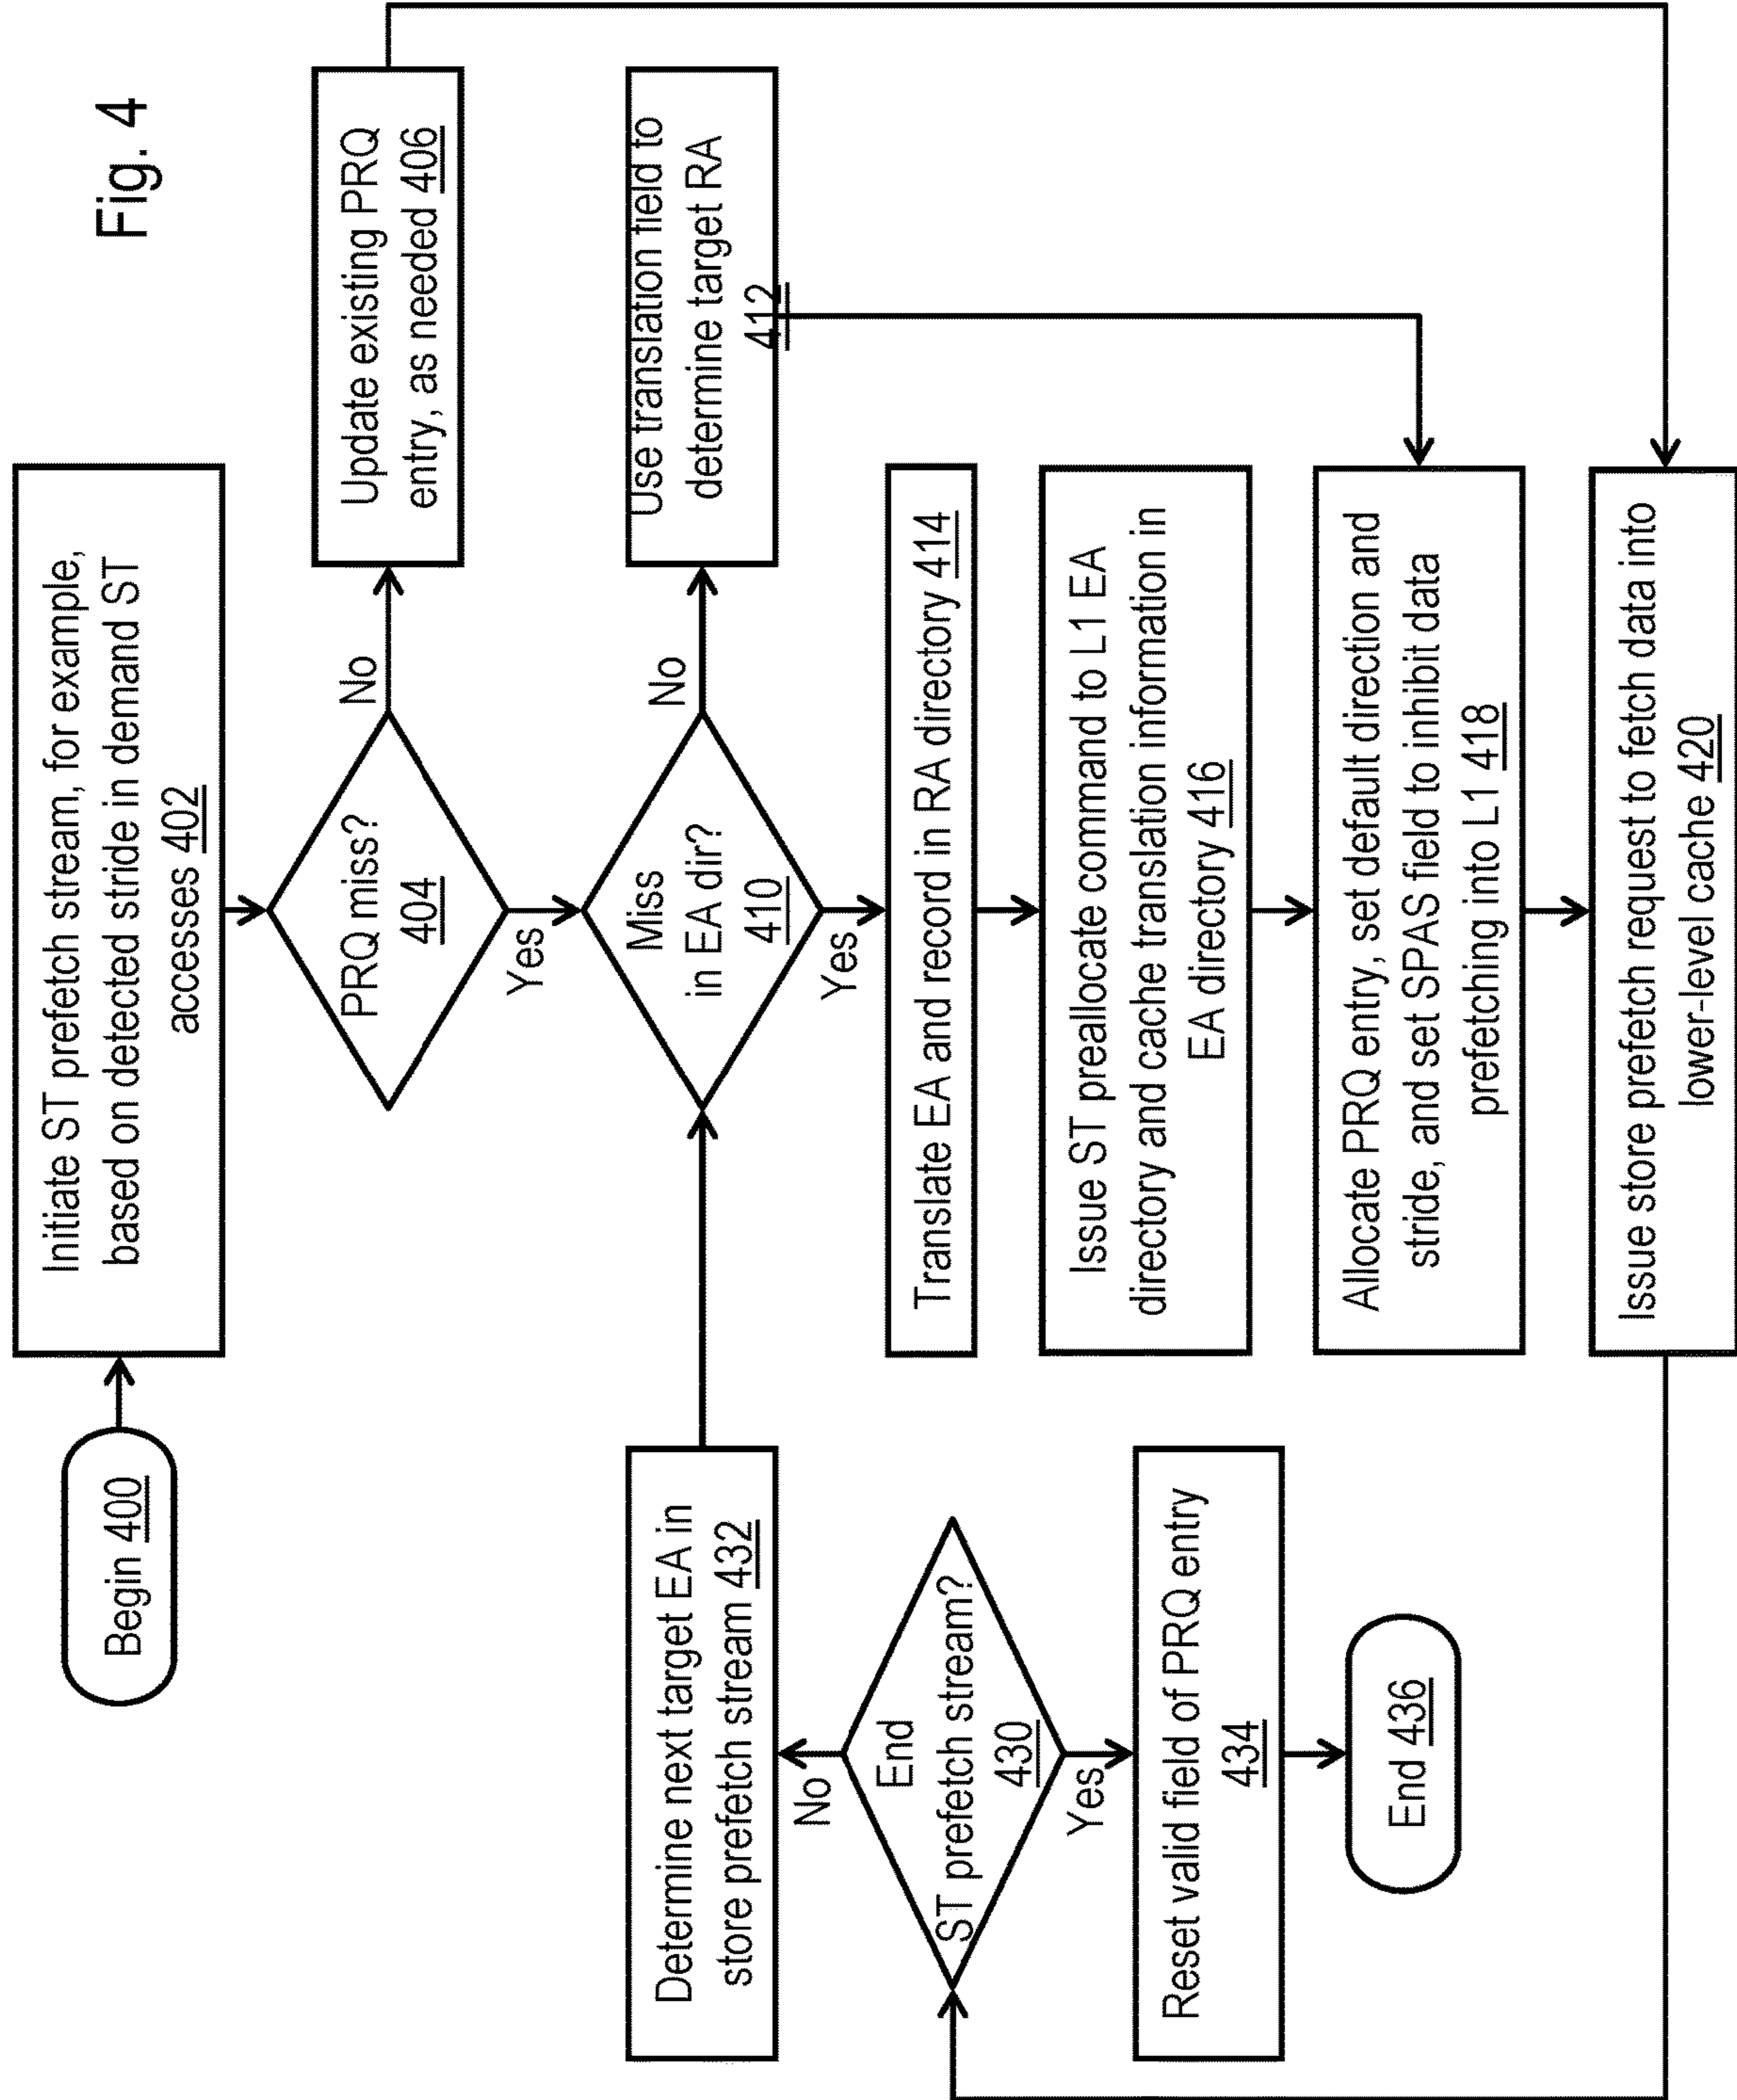 Begin 400
Initiate ST prefetch stream, for example,
based on detected stride in demand ST
accesses 402
PRQ miss?
404
No
Yes
Update existing PRQ
entry, as needed 406
Miss
in EA dir?
410
No
Yes
Use translation field to
determine target RA
412
Translate EA and record in RA directory 414
Issue ST preallocate command to L1 EA
directory and cache translation information in
EA directory 416
Allocate PRQ entry, set default direction and
stride, and set SPAS field to inhibit data
prefetching into L1 418
Issue store prefetch request to fetch data into
lower-level cache 420
Determine next target EA in
store prefetch stream 432
No
End
ST prefetch stream?
430
Yes
Reset valid field of PRQ entry
434
End 436
Fig. 4